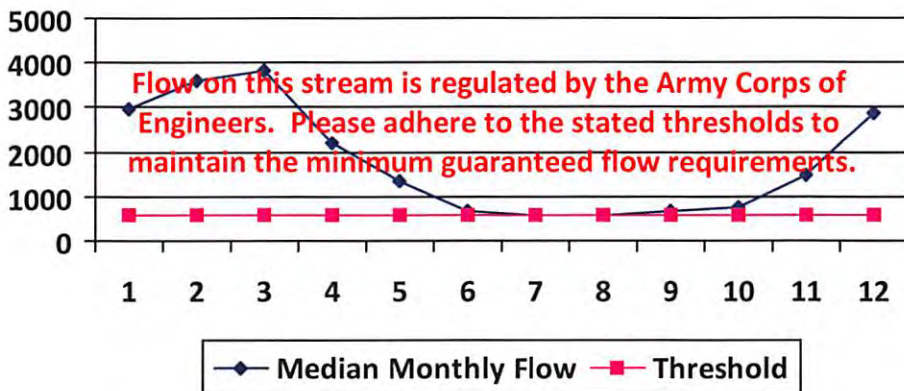 5000
4000
3000
2000
1000
0
Flow on this stream is regulated by the Army Corps of
Engineers. Please adhere to the stated thresholds to
maintain the minimum guaranteed flow requirements.
1 2 3 4 5 6 7 8 9 10 11 12
Median Monthly Flow Threshold